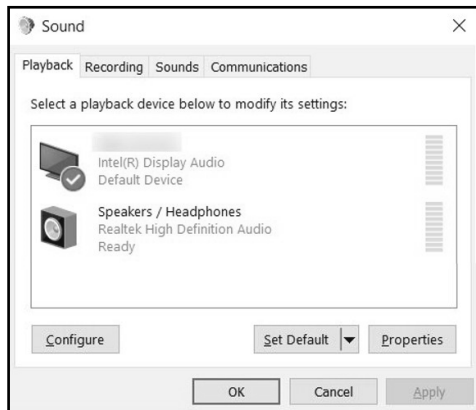 Sound
Playback Recording Sounds Communications
Select a playback device below to modify its settings:
Intel(R) Display Audio
Default Device
Speakers / Headphones
Realtek High Definition Audio
Ready
Configure Set Default Properties
OK Cancel Apply